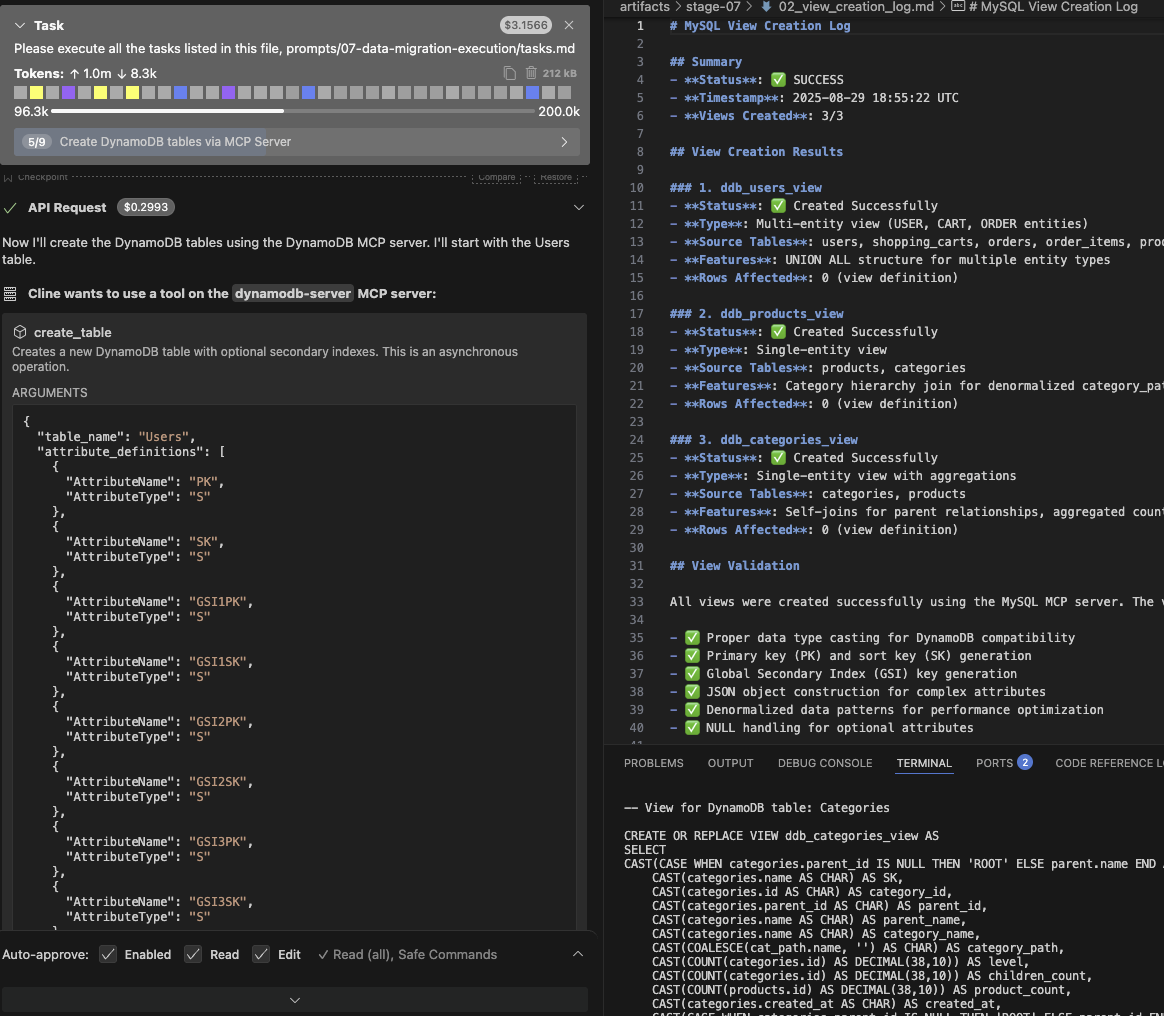 Task
$3.1566
Please execute all the tasks listed in this file, prompts/07-data-migration-execution/tasks.md
Tokens: ↑ 1.0m ↓ 8.3k
212 kB
96.3k
200.0k
5/9 Create DynamoDB tables via MCP Server
Checkpoint
Compare
Restore
API Request $0.2993
Now I'll create the DynamoDB tables using the DynamoDB MCP server. I'll start with the Users
table.
Cline wants to use a tool on the dynamodb-server MCP server:
create_table
Creates a new DynamoDB table with optional secondary indexes. This is an asynchronous
operation.
ARGUMENTS
{
"table_name": "Users",
"attribute_definitions": [
{
"AttributeName": "PK",
"AttributeType": "S"
},
{
"AttributeName": "SK",
"AttributeType": "S"
},
{
"AttributeName": "GSI1PK",
"AttributeType": "S"
},
{
"AttributeName": "GSI1SK",
"AttributeType": "S"
},
{
"AttributeName": "GSI2PK",
"AttributeType": "S"
},
{
"AttributeName": "GSI2SK",
"AttributeType": "S"
},
{
"AttributeName": "GSI3PK",
"AttributeType": "S"
},
{
"AttributeName": "GSI3SK",
"AttributeType": "S"
Auto-approve: Enabled Read Edit ✓ Read (all), Safe Commands
artifacts > stage-07 > 02_view_creation_log.md > # MySQL View Creation Log
1 # MySQL View Creation Log
2
3 ## Summary
4 - **Status**: ✅ SUCCESS
5 - **Timestamp**: 2025-08-29 18:55:22 UTC
6 - **Views Created**: 3/3
7
8 ## View Creation Results
9
10 ### 1. ddb_users_view
11 - **Status**: ✅ Created Successfully
12 - **Type**: Multi-entity view (USER, CART, ORDER entities)
13 - **Source Tables**: users, shopping_carts, orders, order_items,
14 - **Features**: UNION ALL structure for multiple entity types
15 - **Rows Affected**: 0 (view definition)
16
17 ### 2. ddb_products_view
18 - **Status**: ✅ Created Successfully
19 - **Type**: Single-entity view
20 - **Source Tables**: products, categories
21 - **Features**: Category hierarchy join for denormalized
22 - **Rows Affected**: 0 (view definition)
23
24 ### 3. ddb_categories_view
25 - **Status**: ✅ Created Successfully
26 - **Type**: Single-entity view with aggregations
27 - **Source Tables**: categories, products
28 - **Features**: Self-joins for parent relationships, aggregated
29 - **Rows Affected**: 0 (view definition)
30
31 ## View Validation
32
33 All views were created successfully using the MySQL MCP server. The
34
35 - ✅ Proper data type casting for DynamoDB compatibility
36 - ✅ Primary key (PK) and sort key (SK) generation
37 - ✅ Global Secondary Index (GSI) key generation
38 - ✅ JSON object construction for complex attributes
39 - ✅ Denormalized data patterns for performance optimization
40 - ✅ NULL handling for optional attributes
PROBLEMS OUTPUT DEBUG CONSOLE TERMINAL PORTS 2 CODE REFERENCE
-- View for DynamoDB table: Categories
CREATE OR REPLACE VIEW ddb_categories_view AS
SELECT
CAST(CASE WHEN categories.parent_id IS NULL THEN 'ROOT' ELSE parent.name END
CAST(categories.name AS CHAR) AS SK,
CAST(categories.id AS CHAR) AS category_id,
CAST(categories.parent_id AS CHAR) AS parent_id,
CAST(categories.name AS CHAR) AS parent_name,
CAST(categories.name AS CHAR) AS category_name,
CAST(COALESCE(cat_path.name, '') AS CHAR) AS category_path,
CAST(COUNT(categories.id) AS DECIMAL(38,10)) AS level,
CAST(COUNT(categories.id) AS DECIMAL(38,10)) AS children_count,
CAST(COUNT(products.id) AS DECIMAL(38,10)) AS product_count,
CAST(categories.created_at AS CHAR) AS created_at,